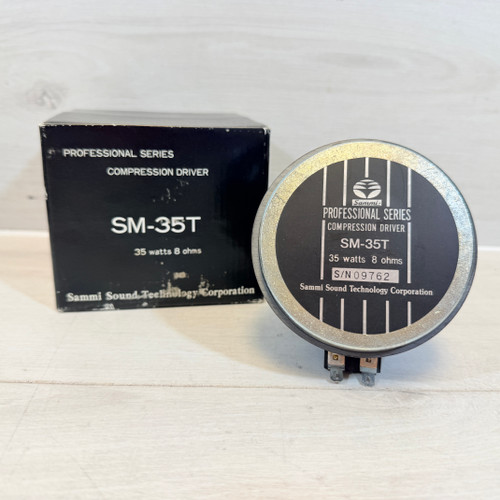 PROFESSIONAL SERIES
COMPRESSION DRIVER
SM-35T
35 watts 8 ohms
Sammi Sound Technology Corporation
Sammi
PROFESSIONAL SERIES
COMPRESSION DRIVER
SM-35T
35 watts 8 ohms
S/N 09762
Sammi Sound Technology Corporation